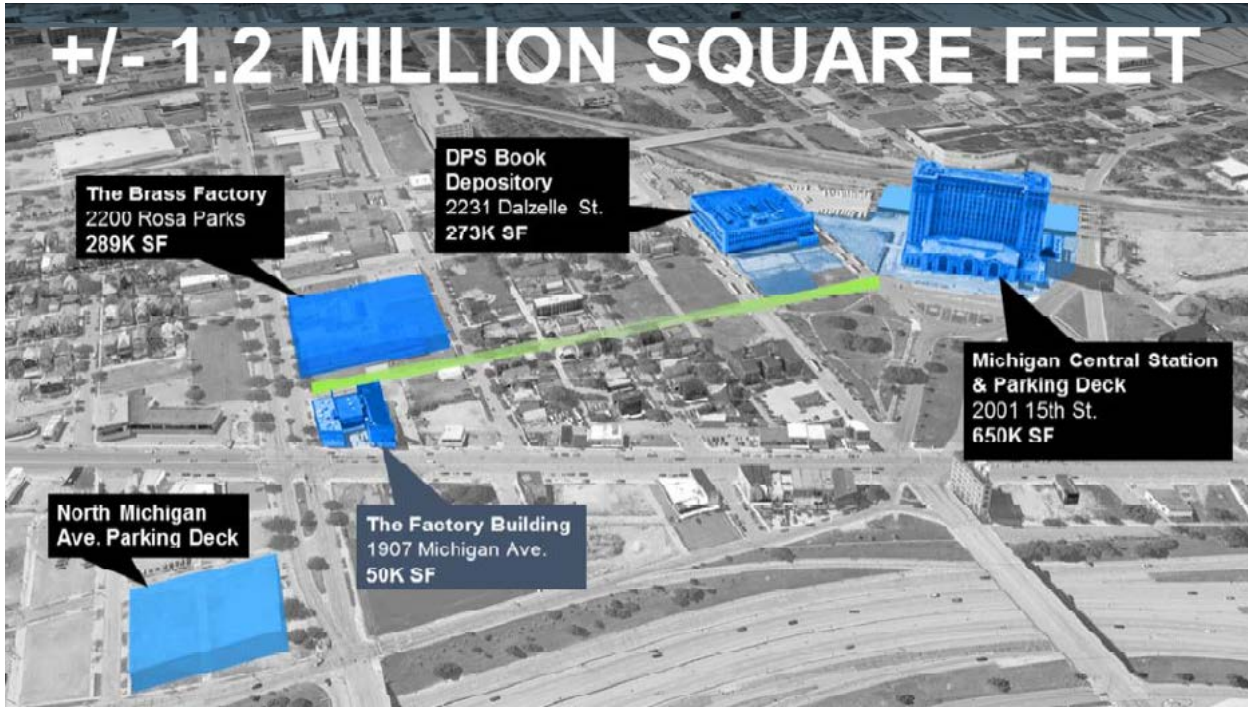 +/- 1.2 MILLION SQUARE FEET
DPS Book
Depository
2231 Dalzelle St.
273K SF
The Brass Factory
2200 Rosa Parks
289K SF
Michigan Central Station
& Parking Deck
2001 15th St.
650K SF
North Michigan
Ave. Parking Deck
The Factory Building
1907 Michigan Ave.
50K SF